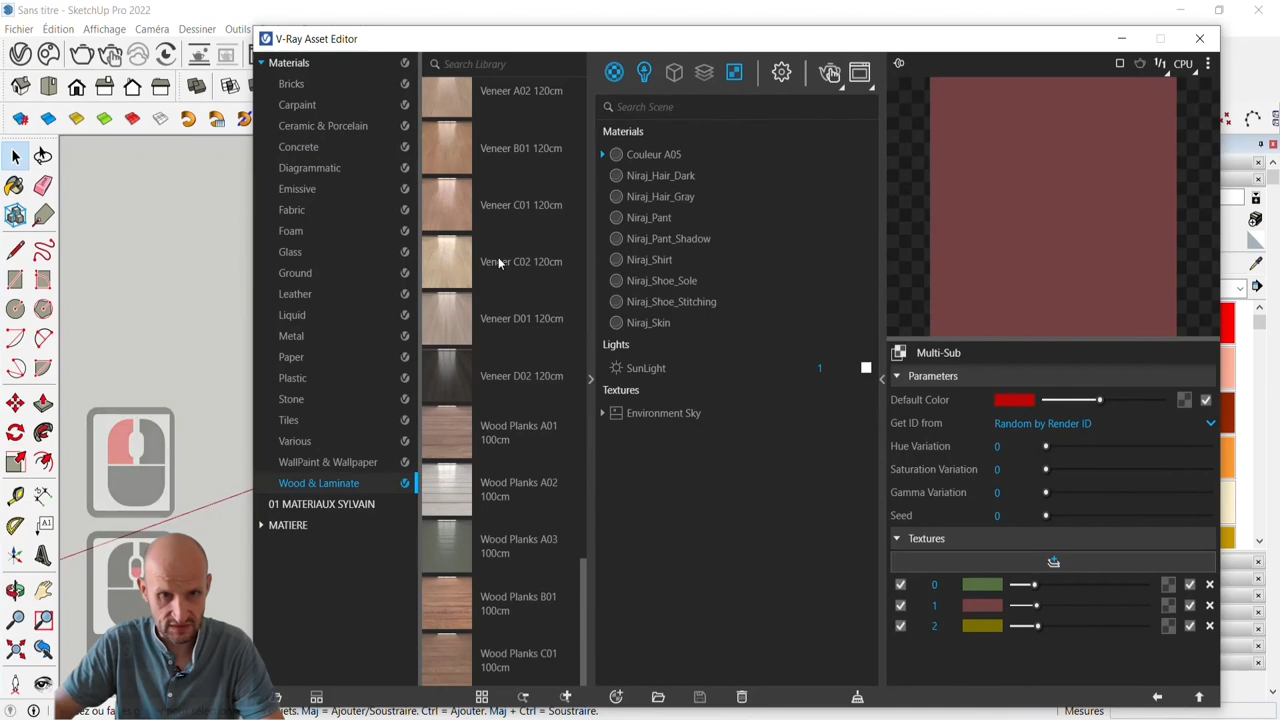 Sans titre - SketchUp Pro 2022
Fichier Édition Affichage Caméra Dessiner Outils
V-Ray Asset Editor
Materials
Bricks
Carpaint
Ceramic & Porcelain
Concrete
Diagrammatic
Emissive
Fabric
Foam
Glass
Ground
Leather
Liquid
Metal
Paper
Plastic
Stone
Tiles
Various
WallPaint & Wallpaper
Wood & Laminate
01 MATERIAUX SYLVAIN
MATIERE
Search Library
Veneer A02 120cm
Veneer B01 120cm
Veneer C01 120cm
Veneer C02 120cm
Veneer D01 120cm
Veneer D02 120cm
Wood Planks A01
100cm
Wood Planks A02
100cm
Wood Planks A03
100cm
Wood Planks B01
100cm
Wood Planks C01
100cm
Search Scene
Materials
Couleur A05
Niraj_Hair_Dark
Niraj_Hair_Gray
Niraj_Pant
Niraj_Pant_Shadow
Niraj_Shirt
Niraj_Shoe_Sole
Niraj_Shoe_Stitching
Niraj_Skin
Lights
SunLight 1
Textures
Environment Sky
1/1 CPU
Multi-Sub
Parameters
Default Color
Get ID from Random by Render ID
Hue Variation 0
Saturation Variation 0
Gamma Variation 0
Seed 0
Textures
0
1
2
A1
Maj = Ajouter/Soustraire. Ctrl = Ajouter. Maj + Ctrl = Soustraire.
Mesures